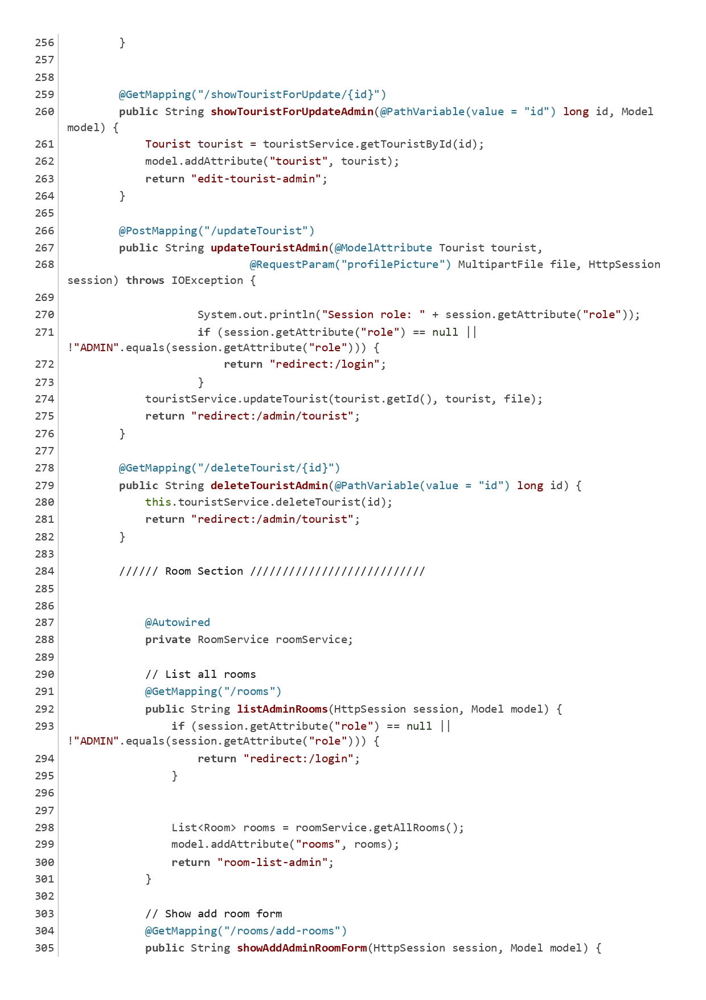 256         }
257
258
259         @GetMapping("/showTouristForUpdate/{id}")
260         public String showTouristForUpdateAdmin(@PathVariable(value = "id") long id, Model
model) {
261             Tourist tourist = touristService.getTouristById(id);
262             model.addAttribute("tourist", tourist);
263             return "edit-tourist-admin";
264         }
265
266         @PostMapping("/updateTourist")
267         public String updateTouristAdmin(@ModelAttribute Tourist tourist,
268                             @RequestParam("profilePicture") MultipartFile file, HttpSession
session) throws IOException {
269
270                     System.out.println("Session role: " + session.getAttribute("role"));
271                     if (session.getAttribute("role") == null ||
!"ADMIN".equals(session.getAttribute("role"))) {
272                         return "redirect:/login";
273                     }
274             touristService.updateTourist(tourist.getId(), tourist, file);
275             return "redirect:/admin/tourist";
276         }
277
278         @GetMapping("/deleteTourist/{id}")
279         public String deleteTouristAdmin(@PathVariable(value = "id") long id) {
280             this.touristService.deleteTourist(id);
281             return "redirect:/admin/tourist";
282         }
283
284         ////// Room Section ///////////////////////////
285
286
287             @Autowired
288             private RoomService roomService;
289
290             // List all rooms
291             @GetMapping("/rooms")
292             public String listAdminRooms(HttpSession session, Model model) {
293                 if (session.getAttribute("role") == null ||
!"ADMIN".equals(session.getAttribute("role"))) {
294                     return "redirect:/login";
295                 }
296
297
298                 List<Room> rooms = roomService.getAllRooms();
299                 model.addAttribute("rooms", rooms);
300                 return "room-list-admin";
301             }
302
303             // Show add room form
304             @GetMapping("/rooms/add-rooms")
305             public String showAddAdminRoomForm(HttpSession session, Model model) {